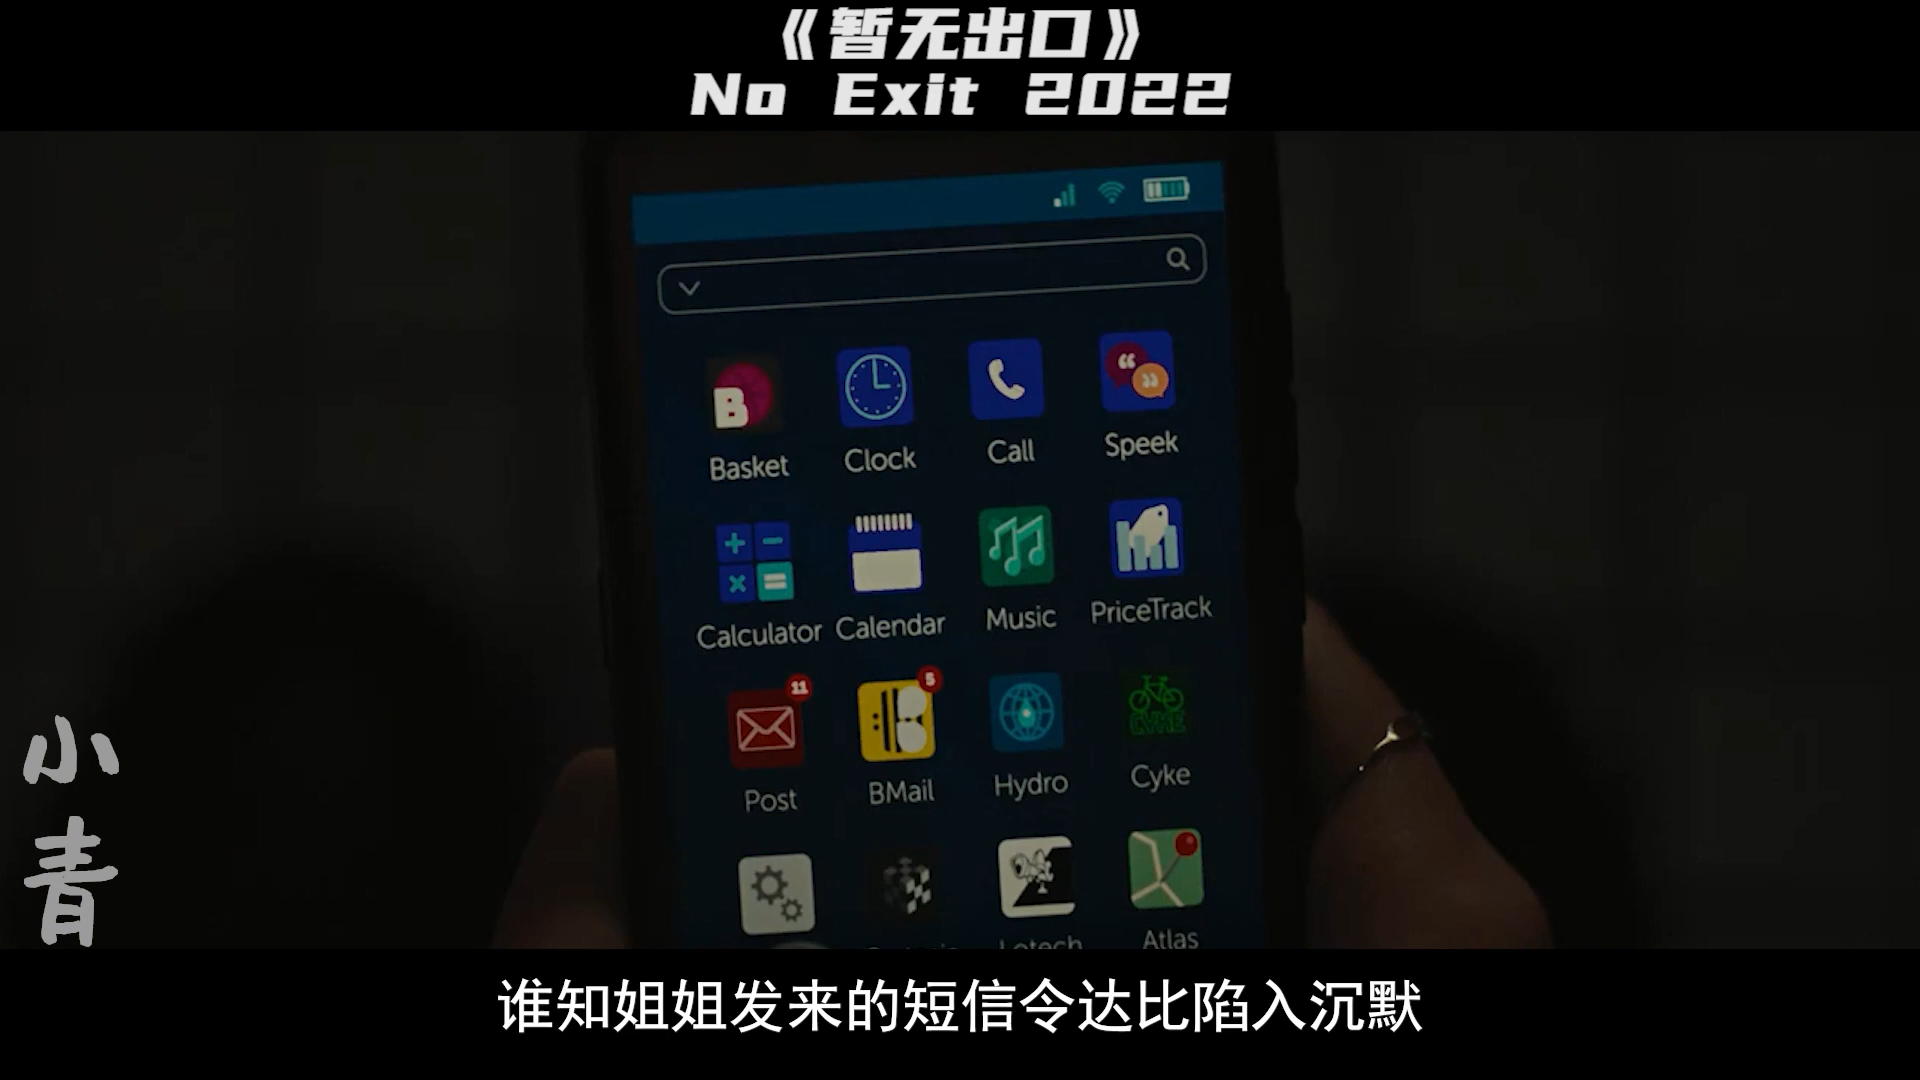 《暂无出口》
No Exit 2022
Basket Clock Call Speek
Calculator Calendar Music PriceTrack
11 5
CYKE
Post BMail Hydro Cyke
Lotech Atlas
小青
谁知姐姐发来的短信令达比陷入沉默